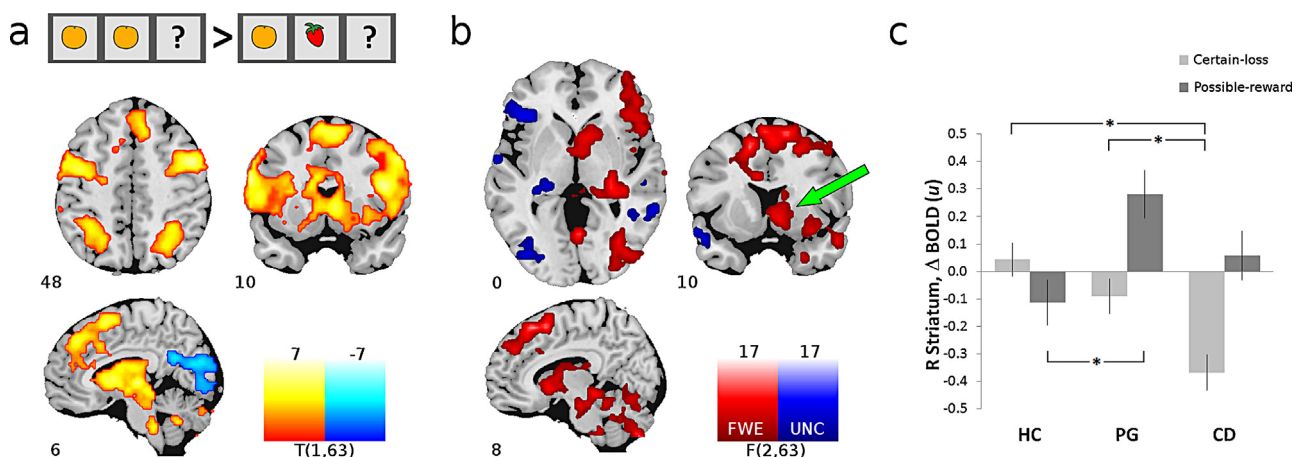 a
? > ?
48
10
6
7 -7
T(1,63)
b
0
10
8
17 17
FWE UNC
F(2,63)
c
Certain-loss
Possible-reward
R Striatum, Δ BOLD (u)
0.5
0.4
0.3
0.2
0.1
0.0
-0.1
-0.2
-0.3
-0.4
-0.5
*
*
*
HC PG CD